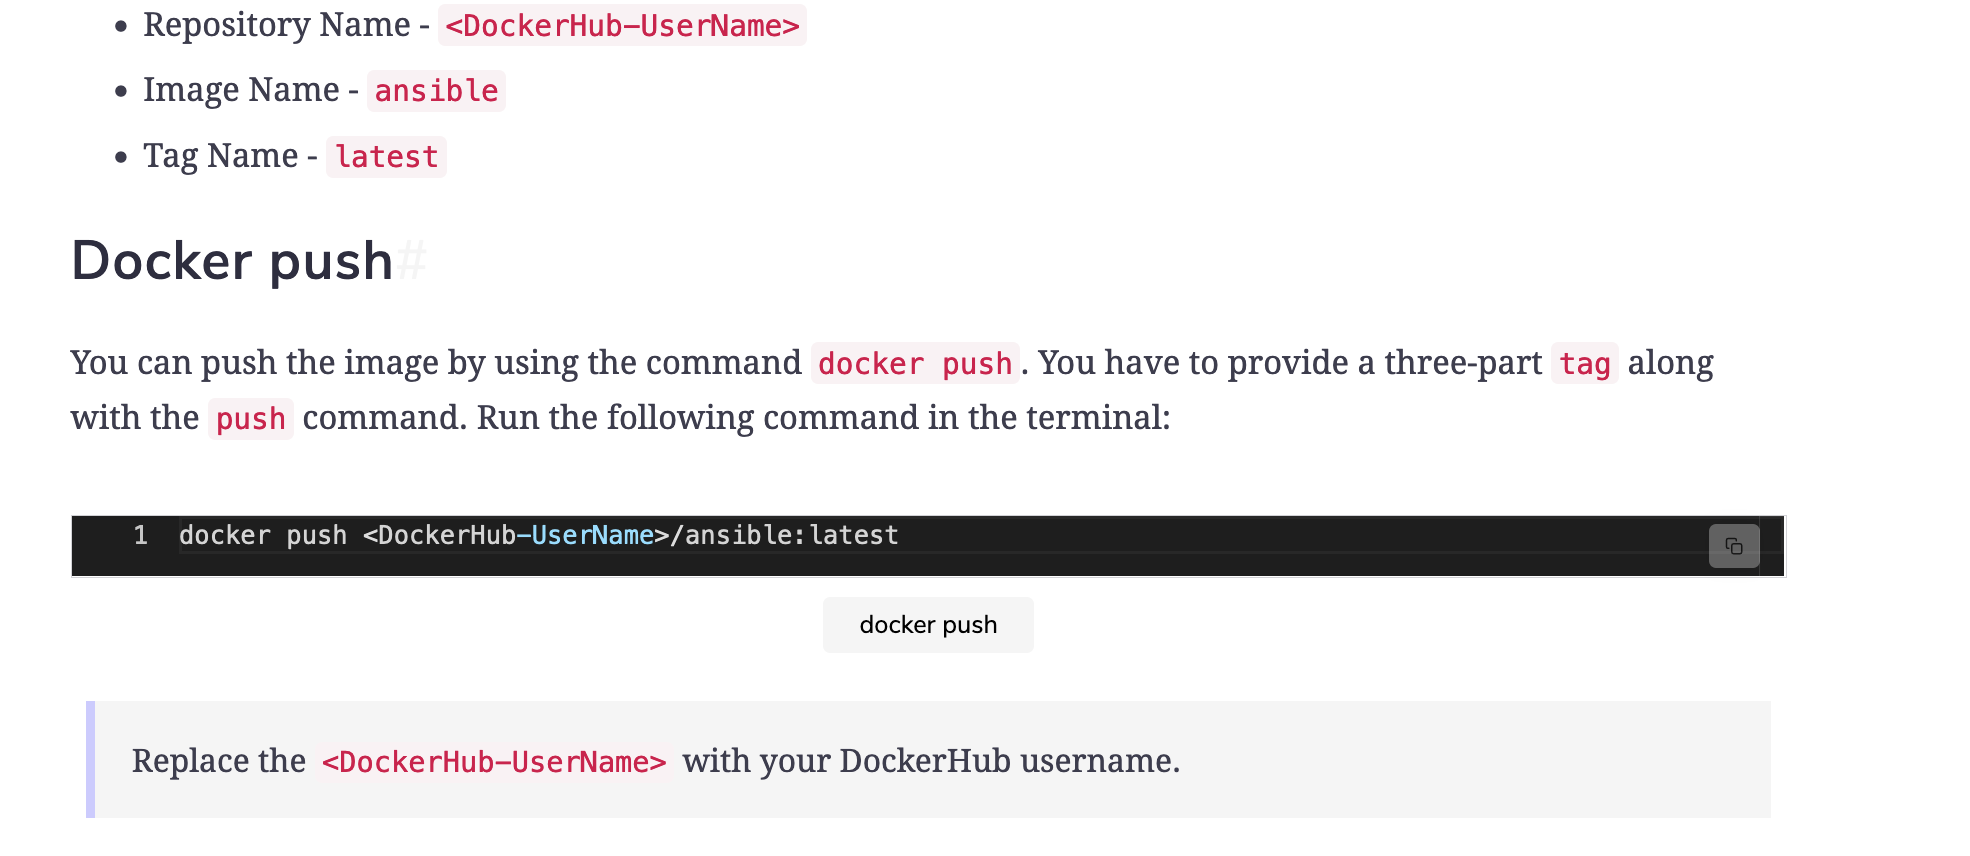 Repository Name - <DockerHub-UserName>
Image Name - ansible
Tag Name - latest
Docker push#
You can push the image by using the command docker push. You have to provide a three-part tag along
with the push command. Run the following command in the terminal:
1 docker push <DockerHub-UserName>/ansible:latest
docker push
Replace the <DockerHub-UserName> with your DockerHub username.